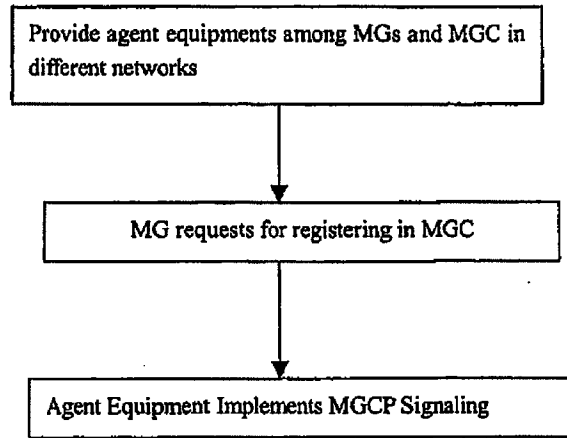 Provide agent equipments among MGs and MGC in
different networks
MG requests for registering in MGC
Agent Equipment Implements MGCP Signaling